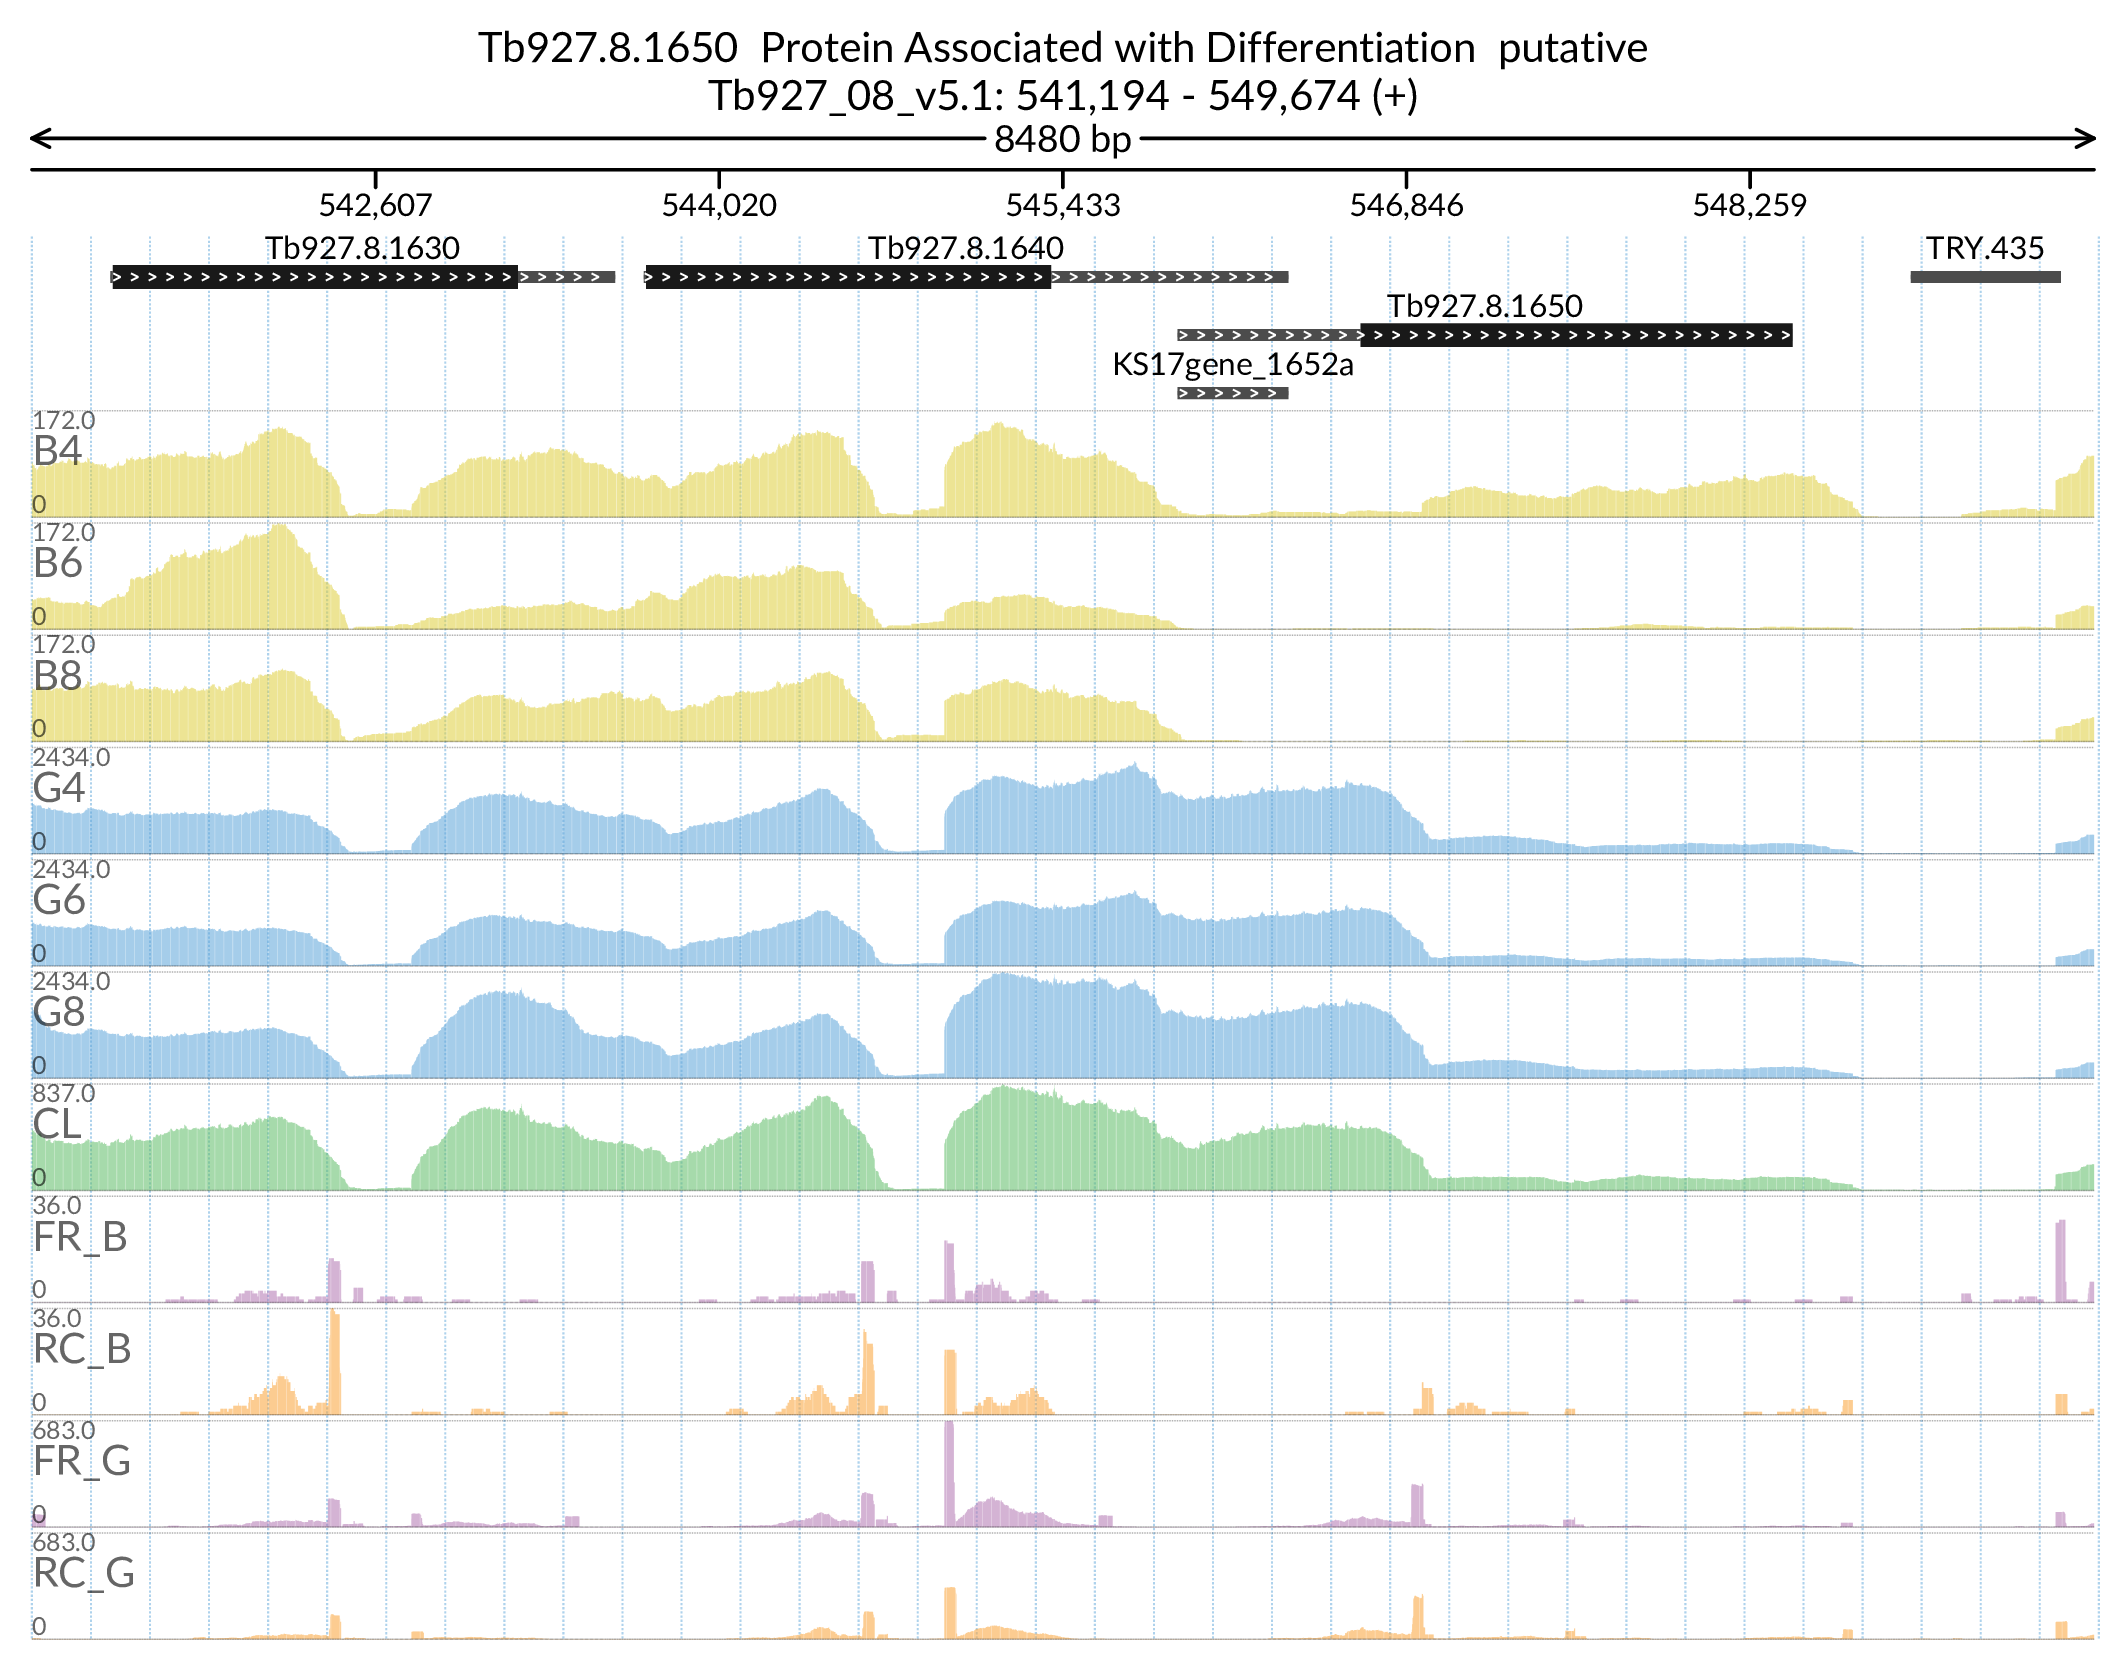 Tb927.8.1650  Protein Associated with Differentiation  putative
Tb927_08_v5.1: 541,194 - 549,674 (+)
8480 bp
542,607 544,020 545,433 546,846 548,259
Tb927.8.1630 Tb927.8.1640 TRY.435
Tb927.8.1650
KS17gene_1652a
172.0
B4
0
172.0
B6
0
172.0
B8
0
2434.0
G4
0
2434.0
G6
0
2434.0
G8
0
837.0
CL
0
36.0
FR_B
0
36.0
RC_B
0
683.0
FR_G
0
683.0
RC_G
0